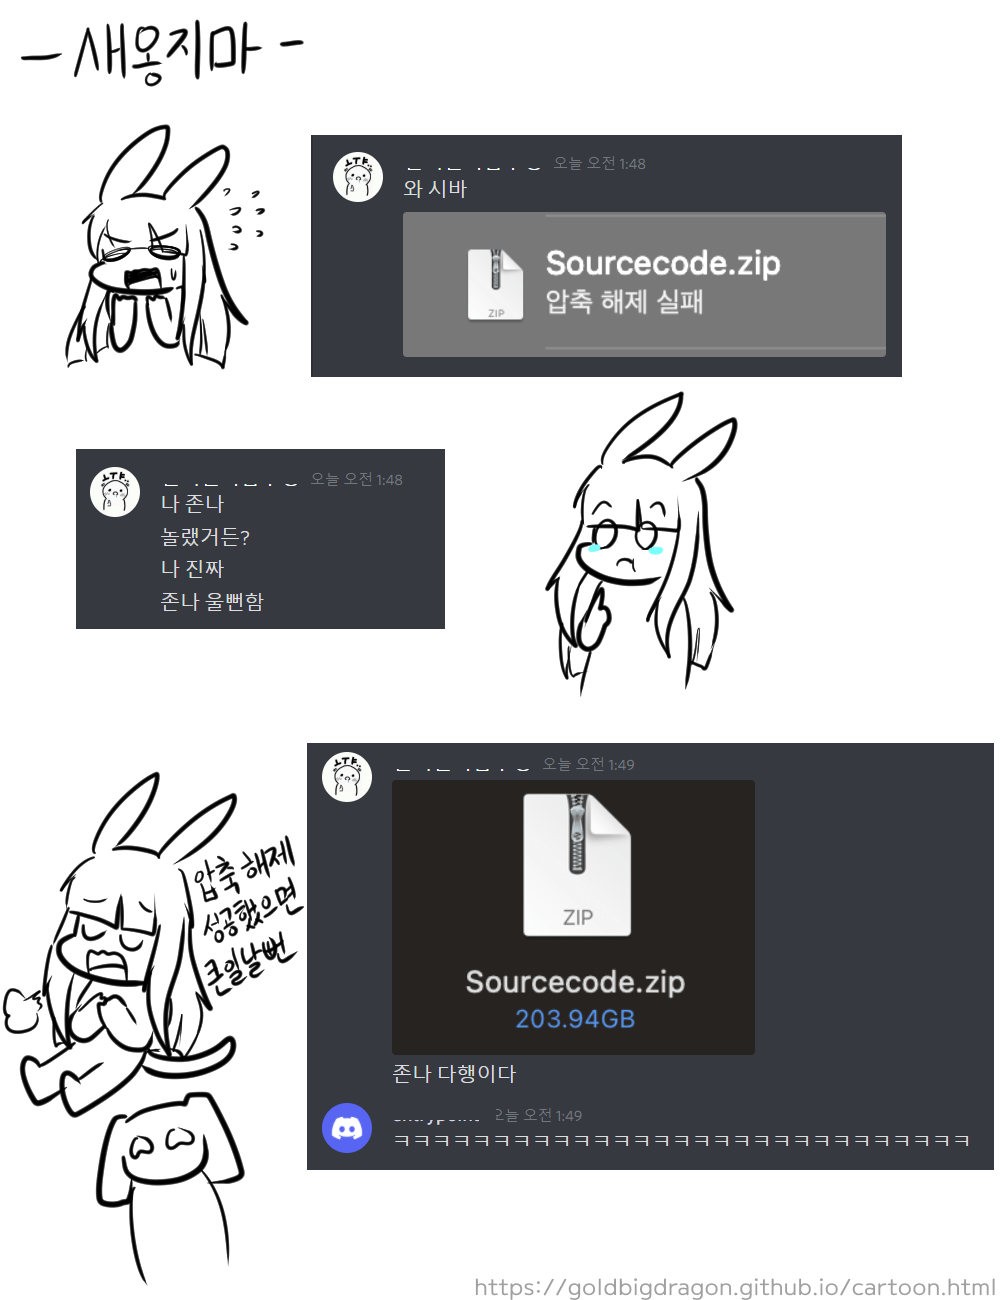 - 새옹지마 -
오늘 오전 1:48
와 시바
ZIP
Sourcecode.zip
압축 해제 실패
오늘 오전 1:48
나 존나
놀랬거든?
나 진짜
존나 울뻔함
오늘 오전 1:49
ZIP
Sourcecode.zip
203.94GB
존나 다행이다
압축 해제
성공했으면
큰일날뻔
오늘 오전 1:49
ㅋㅋㅋㅋㅋㅋㅋㅋㅋㅋㅋㅋㅋㅋㅋㅋㅋㅋㅋㅋㅋㅋㅋㅋㅋㅋㅋㅋㅋ
https://goldbigdragon.github.io/cartoon.html